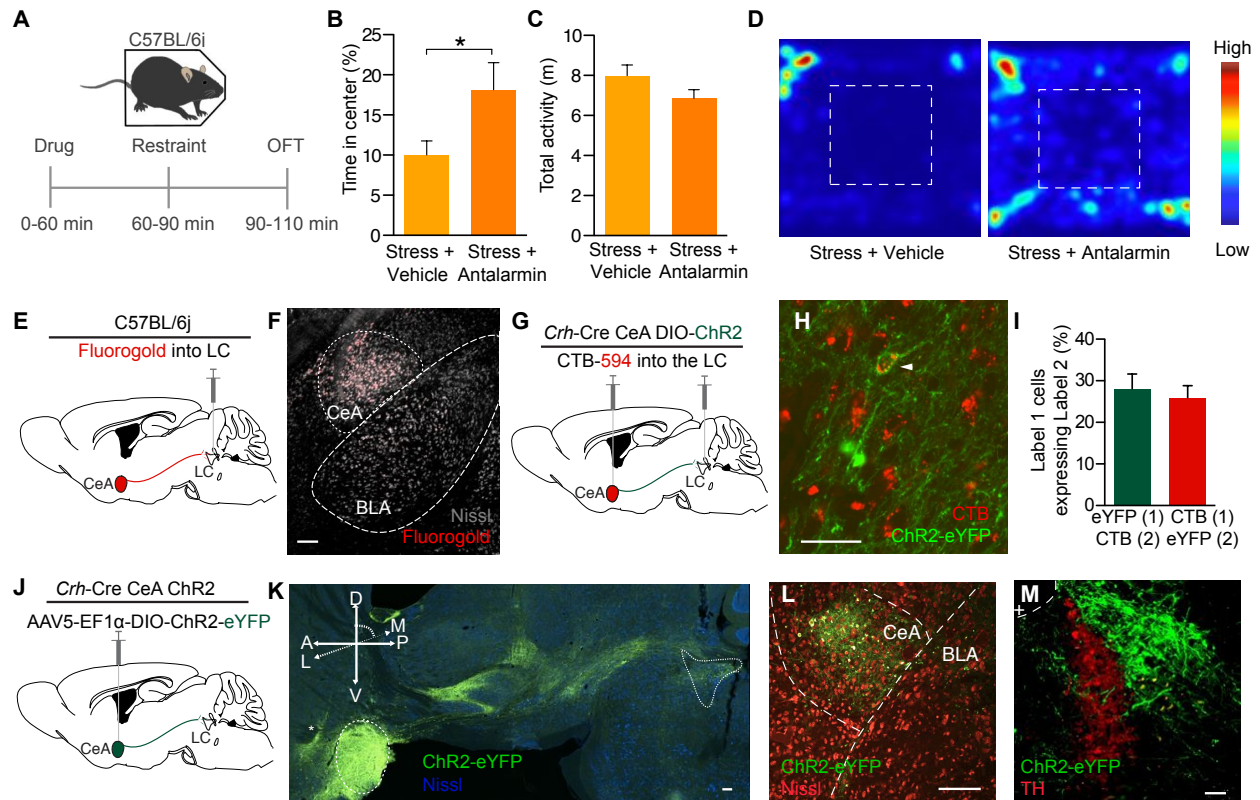 A
C57BL/6j
Drug
Restraint
OFT
0-60 min
60-90 min
90-110 min
B
Time in center (%)
25
20
15
10
5
0
*
Stress +
Vehicle
Stress +
Antalarmin
C
Total activity (m)
10
8
6
4
2
0
Stress +
Vehicle
Stress +
Antalarmin
D
Stress + Vehicle
Stress + Antalarmin
High
Low
E
C57BL/6j
Fluorogold into LC
CeA
LC
F
CeA
BLA
Nissl
Fluorogold
G
Crh-Cre CeA DIO-ChR2
CTB-594 into the LC
CeA
LC
H
CTB
ChR2-eYFP
I
Label 1 cells
expressing Label 2 (%)
40
30
20
10
0
eYFP (1)
CTB (2)
CTB (1)
eYFP (2)
J
Crh-Cre CeA ChR2
AAV5-EF1α-DIO-ChR2-eYFP
CeA
LC
K
D
M
A
P
L
V
*
ChR2-eYFP
Nissl
L
CeA
BLA
ChR2-eYFP
Nissl
M
+
ChR2-eYFP
TH